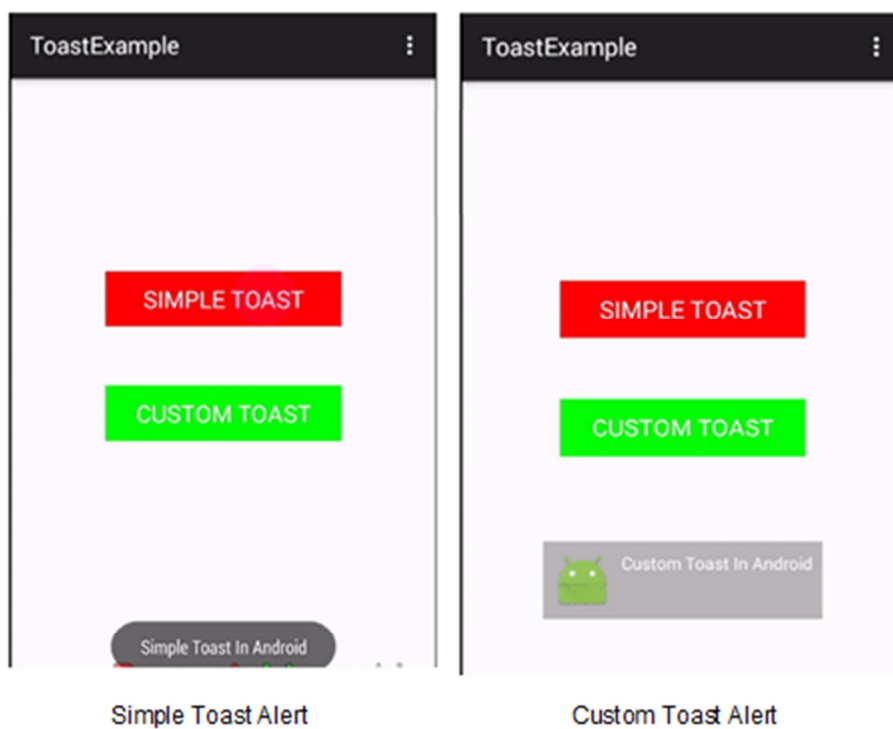 ToastExample
SIMPLE TOAST
CUSTOM TOAST
Simple Toast In Android
Simple Toast Alert
ToastExample
SIMPLE TOAST
CUSTOM TOAST
Custom Toast In Android
Custom Toast Alert